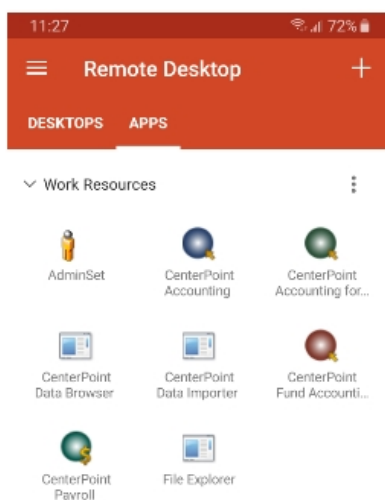 11:27 72%
Remote Desktop
DESKTOPS APPS
Work Resources
AdminSet
CenterPoint
Accounting
CenterPoint
Accounting for...
CenterPoint
Data Browser
CenterPoint
Data Importer
CenterPoint
Fund Accounti...
CenterPoint
Payroll
File Explorer